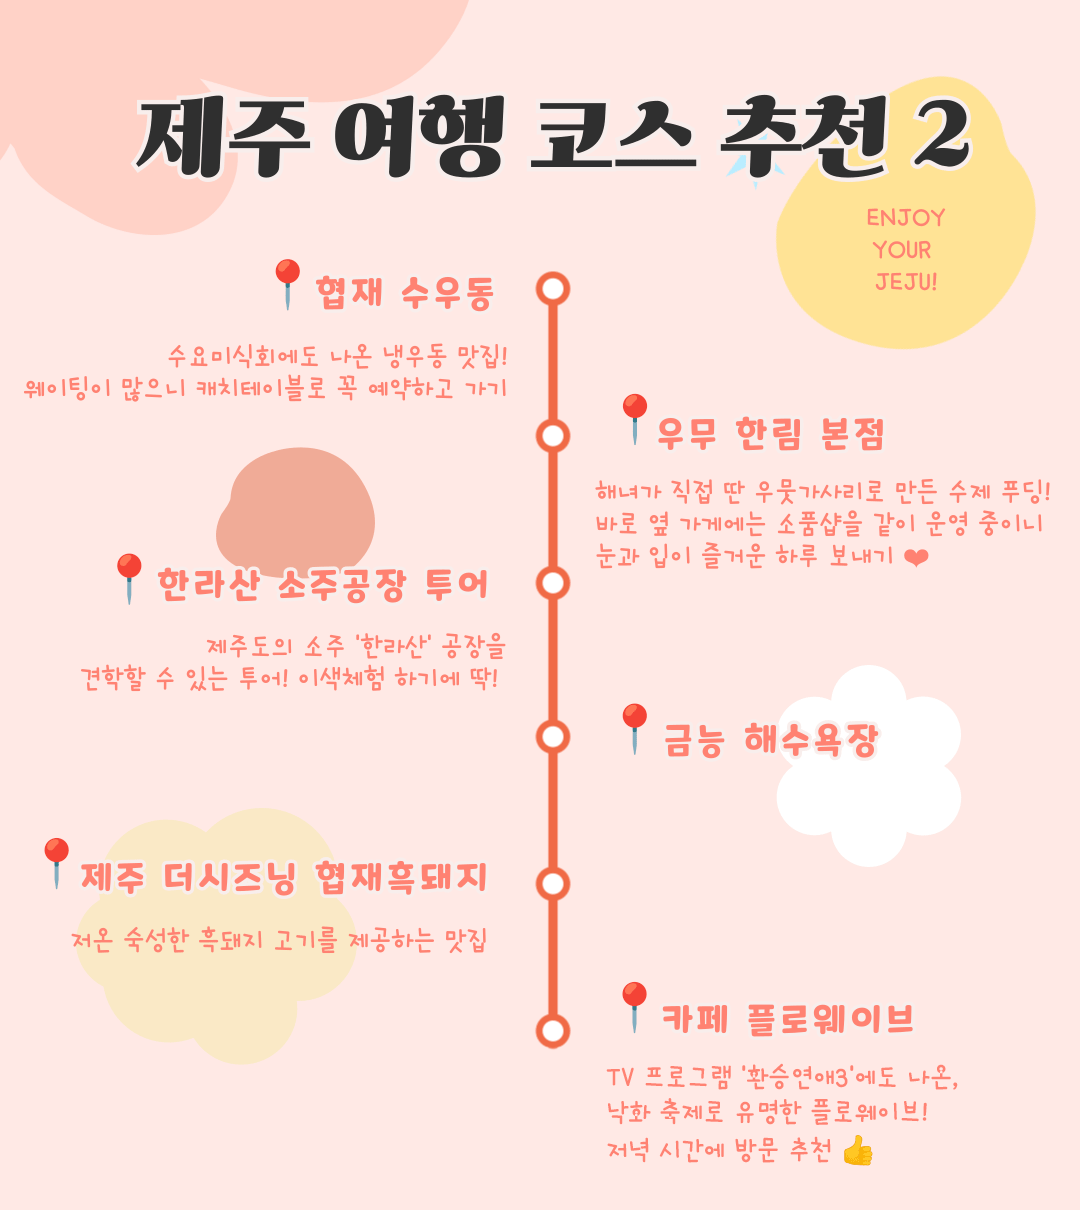 제주 여행 코스 추천 2
ENJOY
YOUR
JEJU!
협재 수우동
수요미식회에도 나온 냉우동 맛집!
웨이팅이 많으니 캐치테이블로 꼭 예약하고 가기
우무 한림 본점
해녀가 직접 딴 우뭇가사리로 만든 수제 푸딩!
바로 옆 가게에는 소품샵을 같이 운영 중이니
눈과 입이 즐거운 하루 보내기 ❤
한라산 소주공장 투어
제주도의 소주 '한라산' 공장을
견학할 수 있는 투어! 이색체험 하기에 딱!
금능 해수욕장
제주 더시즈닝 협재흑돼지
저온 숙성한 흑돼지 고기를 제공하는 맛집
카페 플로웨이브
TV 프로그램 '환승연애3'에도 나온,
낙화 축제로 유명한 플로웨이브!
저녁 시간에 방문 추천 👍